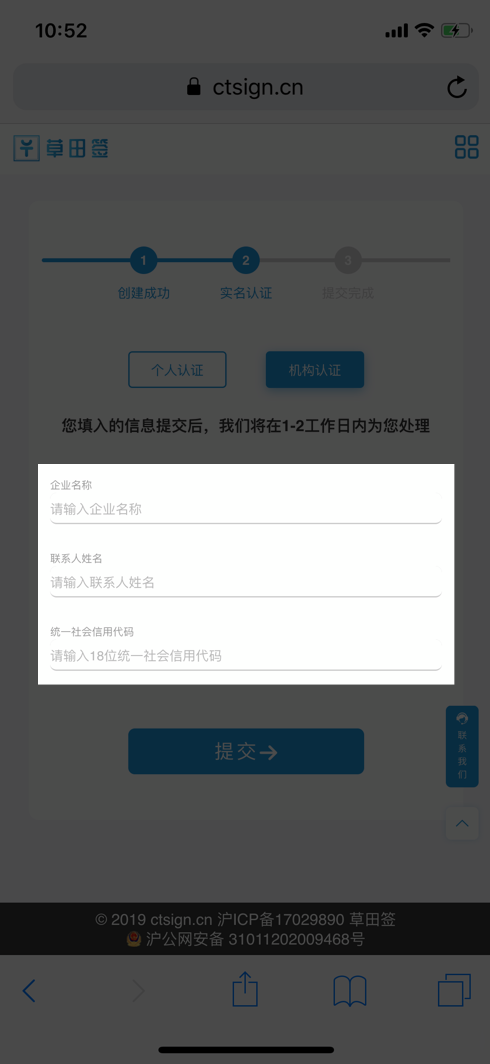 10:52
ctsign.cn
草田签
1
2
3
创建成功
实名认证
提交完成
个人认证
机构认证
您填入的信息提交后，我们将在1-2工作日内为您处理
企业名称
请输入企业名称
联系人姓名
请输入联系人姓名
统一社会信用代码
请输入18位统一社会信用代码
联系我们
提交→
© 2019 ctsign.cn 沪ICP备17029890 草田签
沪公网安备 31011202009468号